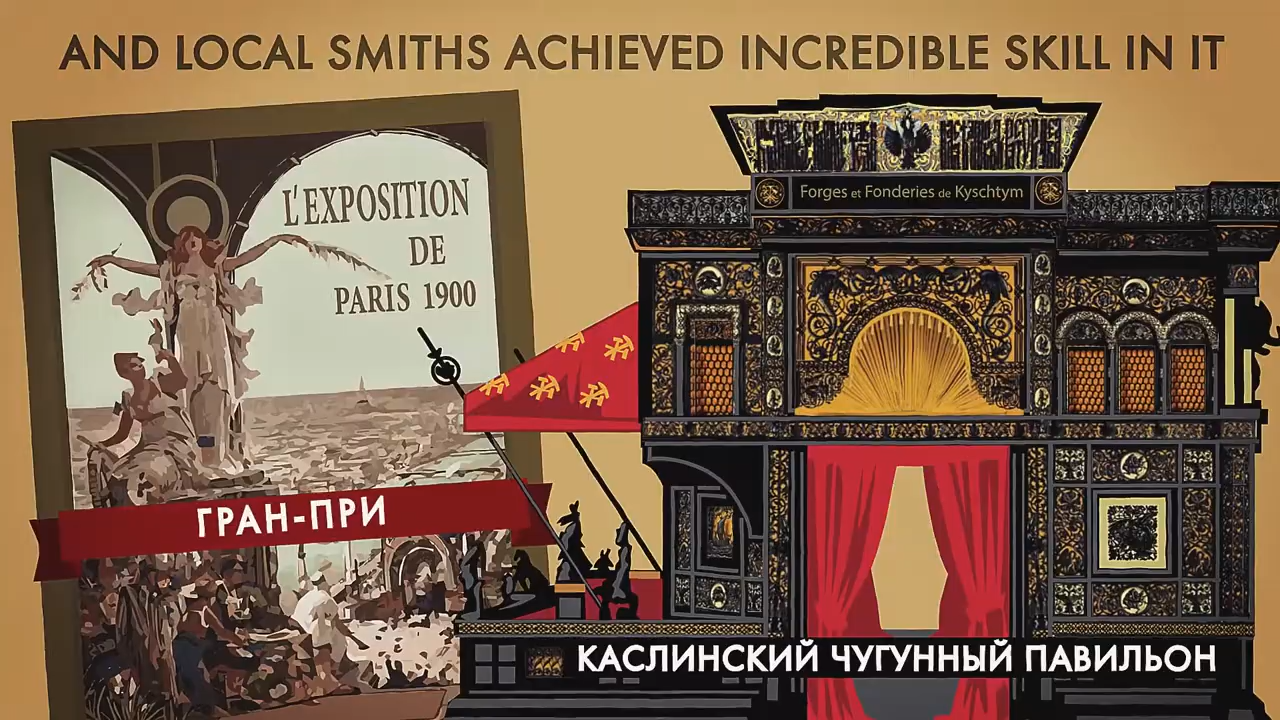 AND LOCAL SMITHS ACHIEVED INCREDIBLE SKILL IN IT
L'EXPOSITION
DE
PARIS 1900
Forges et Fonderies de Kyschtym
ГРАН-ПРИ
КАСЛИНСКИЙ ЧУГУННЫЙ ПАВИЛЬОН